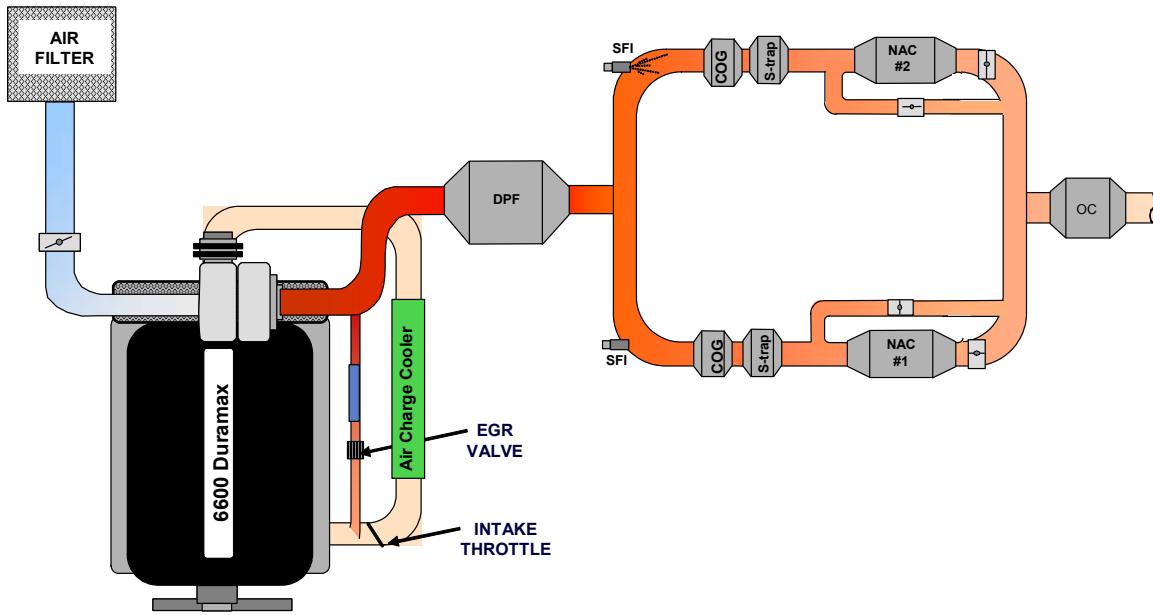 AIR
FILTER
SFI
COG
S-trap
NAC
#2
DPF
OC
SFI
COG
S-trap
NAC
#1
6600 Duramax
Air Charge Cooler
EGR
VALVE
INTAKE
THROTTLE